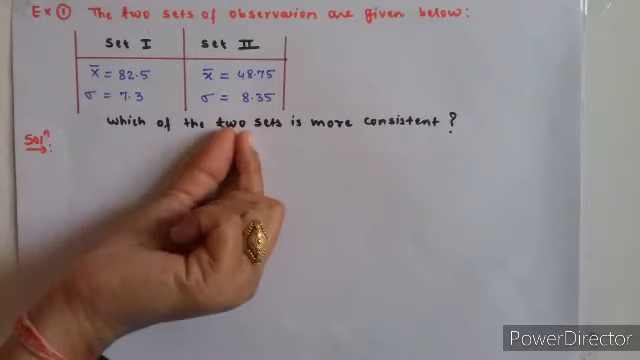 Ex ① The two sets of observation are given below:
Set I Set II
x̄ = 82.5 x̄ = 48.75
σ = 7.3 σ = 8.35
which of the two sets is more consistent ?
Solⁿ:
PowerDirector